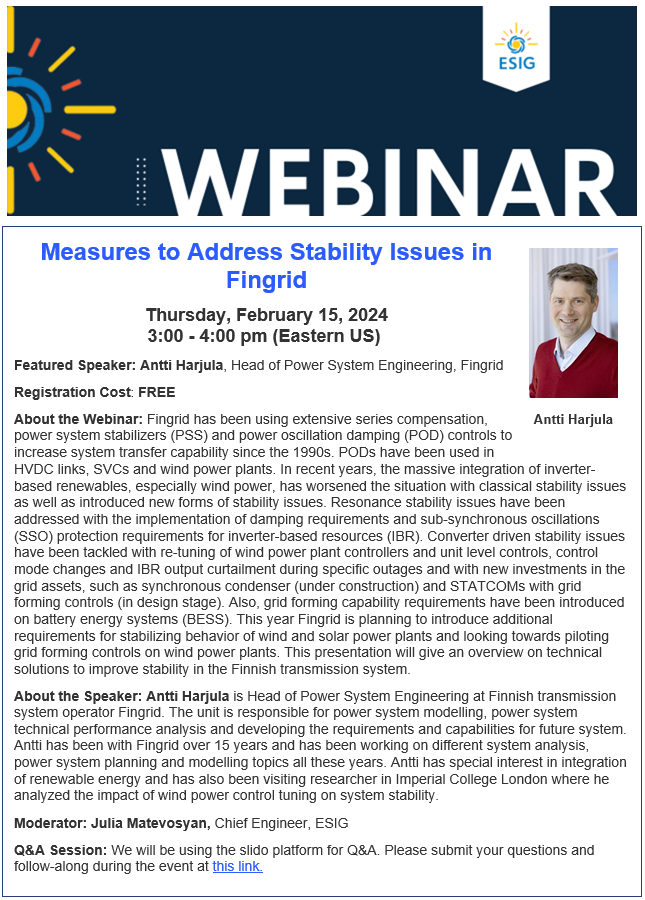 ESIG
WEBINAR
Measures to Address Stability Issues in
Fingrid
Thursday, February 15, 2024
3:00 - 4:00 pm (Eastern US)
Featured Speaker: Antti Harjula, Head of Power System Engineering, Fingrid
Registration Cost: FREE
Antti Harjula
About the Webinar: Fingrid has been using extensive series compensation,
power system stabilizers (PSS) and power oscillation damping (POD) controls to
increase system transfer capability since the 1990s. PODs have been used in
HVDC links, SVCs and wind power plants. In recent years, the massive integration of inverter-
based renewables, especially wind power, has worsened the situation with classical stability issues
as well as introduced new forms of stability issues. Resonance stability issues have been
addressed with the implementation of damping requirements and sub-synchronous oscillations
(SSO) protection requirements for inverter-based resources (IBR). Converter driven stability issues
have been tackled with re-tuning of wind power plant controllers and unit level controls, control
mode changes and IBR output curtailment during specific outages and with new investments in the
grid assets, such as synchronous condenser (under construction) and STATCOMs with grid
forming controls (in design stage). Also, grid forming capability requirements have been introduced
on battery energy systems (BESS). This year Fingrid is planning to introduce additional
requirements for stabilizing behavior of wind and solar power plants and looking towards piloting
grid forming controls on wind power plants. This presentation will give an overview on technical
solutions to improve stability in the Finnish transmission system.
About the Speaker: Antti Harjula is Head of Power System Engineering at Finnish transmission
system operator Fingrid. The unit is responsible for power system modelling, power system
technical performance analysis and developing the requirements and capabilities for future system.
Antti has been with Fingrid over 15 years and has been working on different system analysis,
power system planning and modelling topics all these years. Antti has special interest in integration
of renewable energy and has also been visiting researcher in Imperial College London where he
analyzed the impact of wind power control tuning on system stability.
Moderator: Julia Matevosyan, Chief Engineer, ESIG
Q&A Session: We will be using the slido platform for Q&A. Please submit your questions and
follow-along during the event at this link.